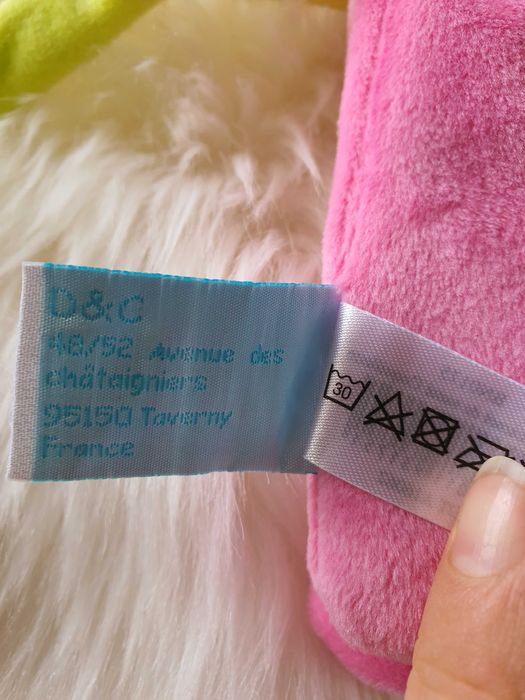 D&C
48/52 Avenue des
châtaigniers
95150 Taverny
France
30